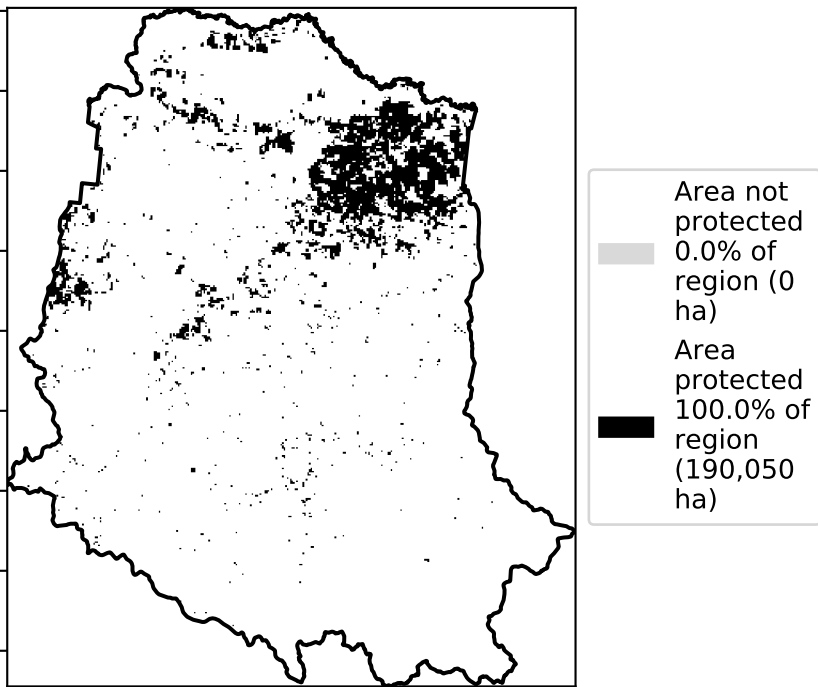 Area not
protected
0.0% of
region (0
ha)
Area
protected
100.0% of
region
(190,050
ha)